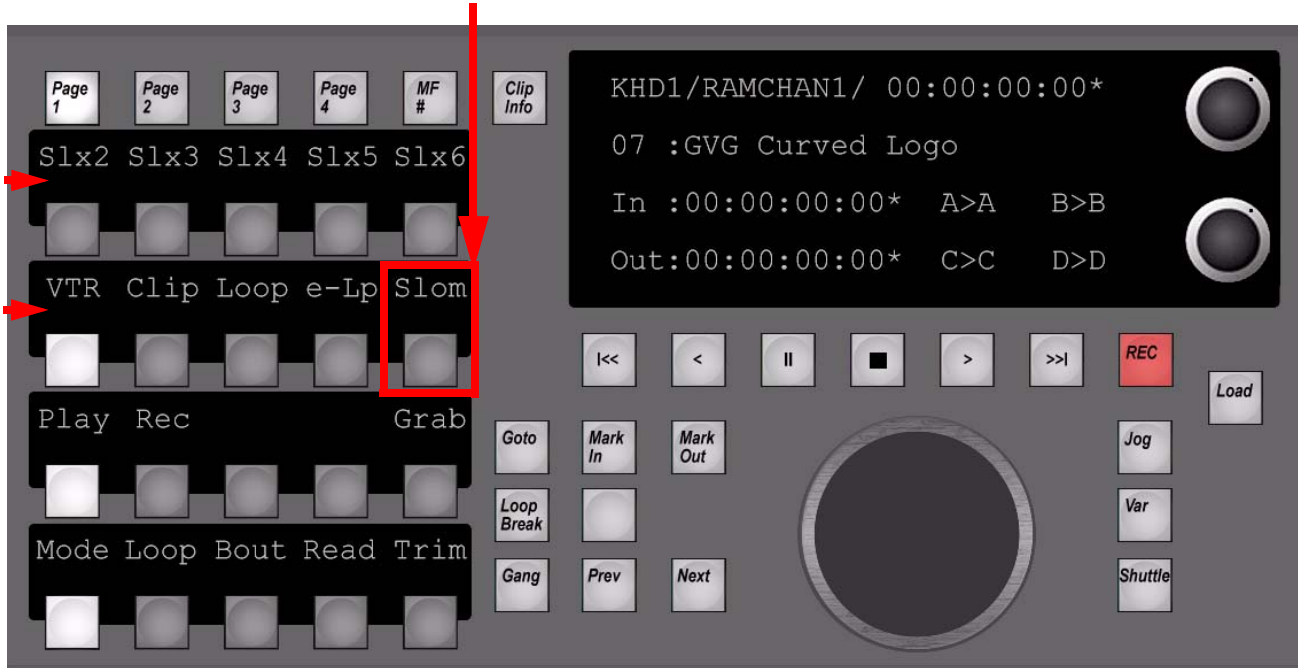 Page 1
Page 2
Page 3
Page 4
MF #
Clip Info
Slx2 Slx3 Slx4 Slx5 Slx6
VTR Clip Loop e-Lp Slom
Play Rec Grab
Mode Loop Bout Read Trim
KHD1/RAMCHAN1/ 00:00:00:00*
07 :GVG Curved Logo
In :00:00:00:00* A>A B>B
Out:00:00:00:00* C>C D>D
I<< < II ■ > >>I REC
Load
Goto
Mark In
Mark Out
Jog
Loop Break
Var
Gang
Prev
Next
Shuttle